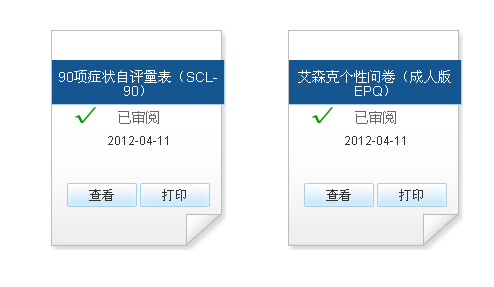 90项症状自评量表（SCL-
90）
已审阅
2012-04-11
查看 打印
艾森克个性问卷（成人版
EPQ）
已审阅
2012-04-11
查看 打印